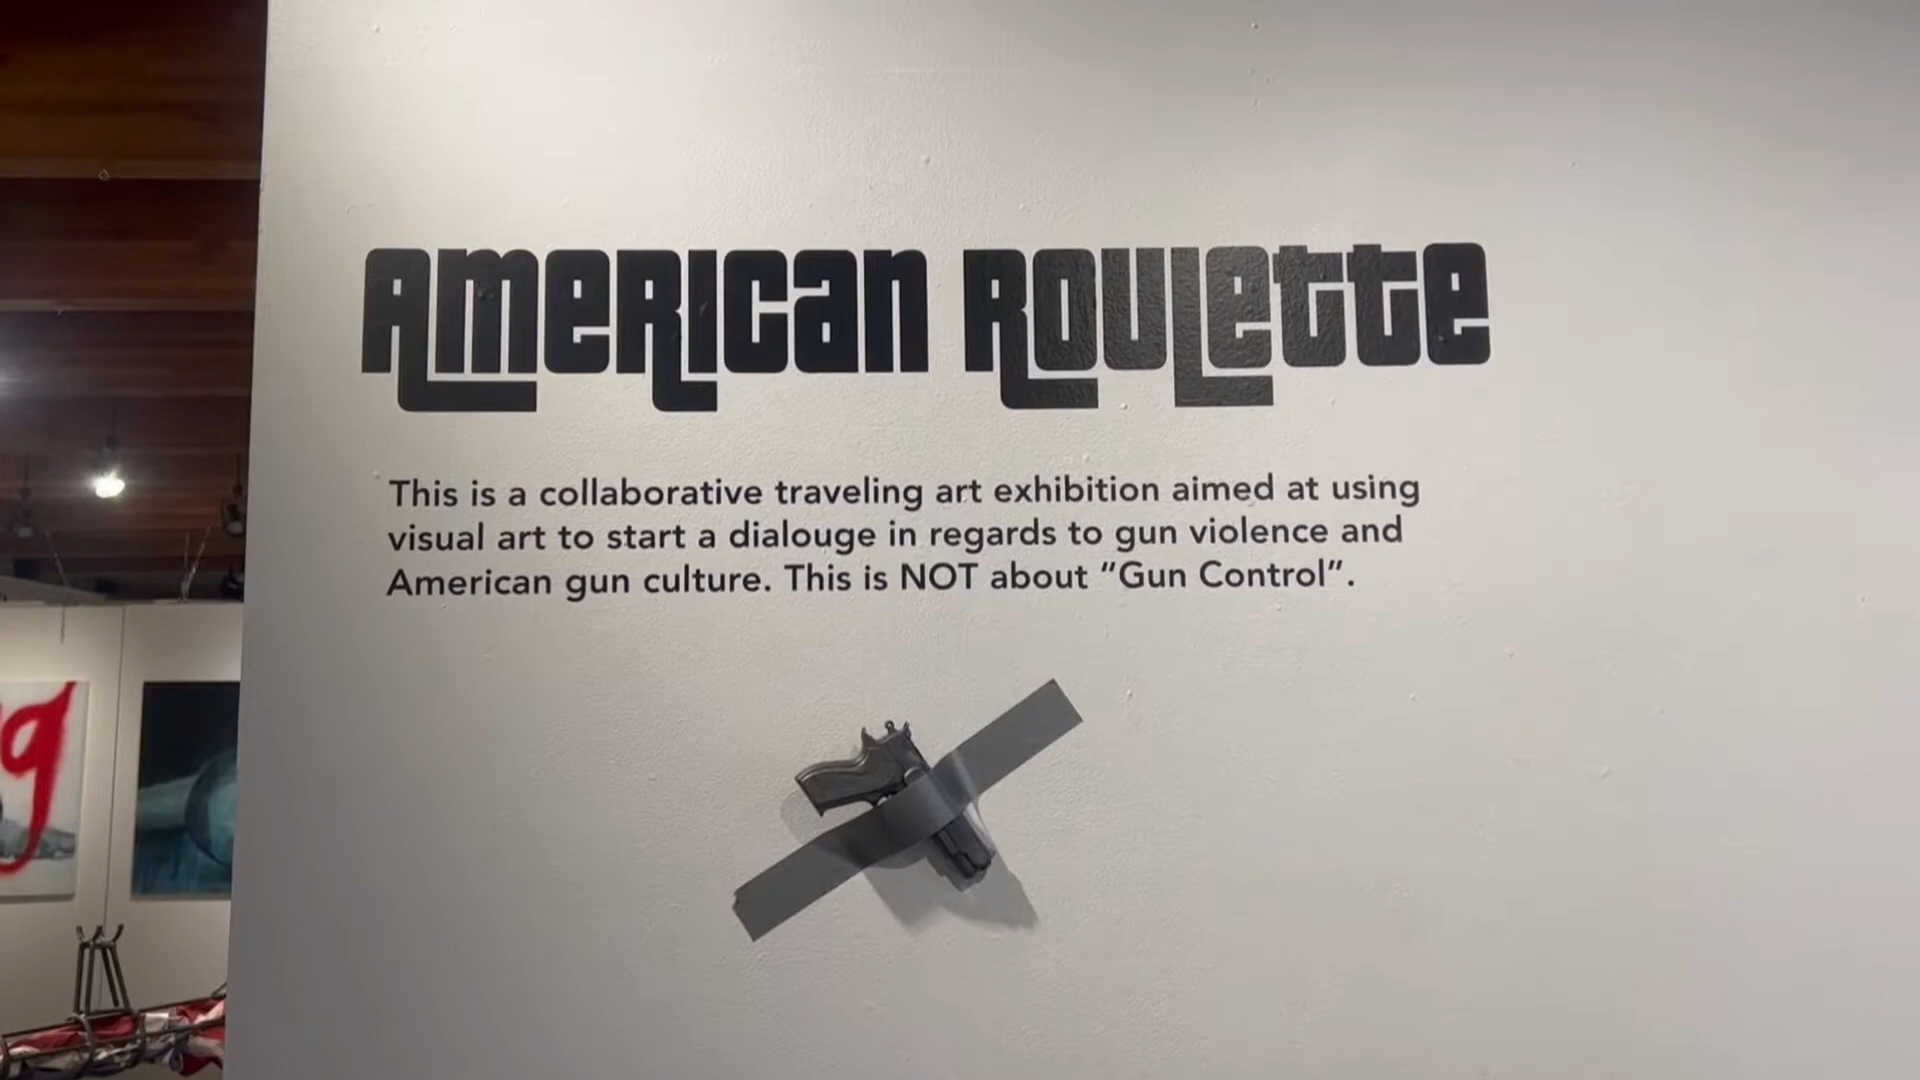 American Roulette
This is a collaborative traveling art exhibition aimed at using
visual art to start a dialouge in regards to gun violence and
American gun culture. This is NOT about "Gun Control".
g